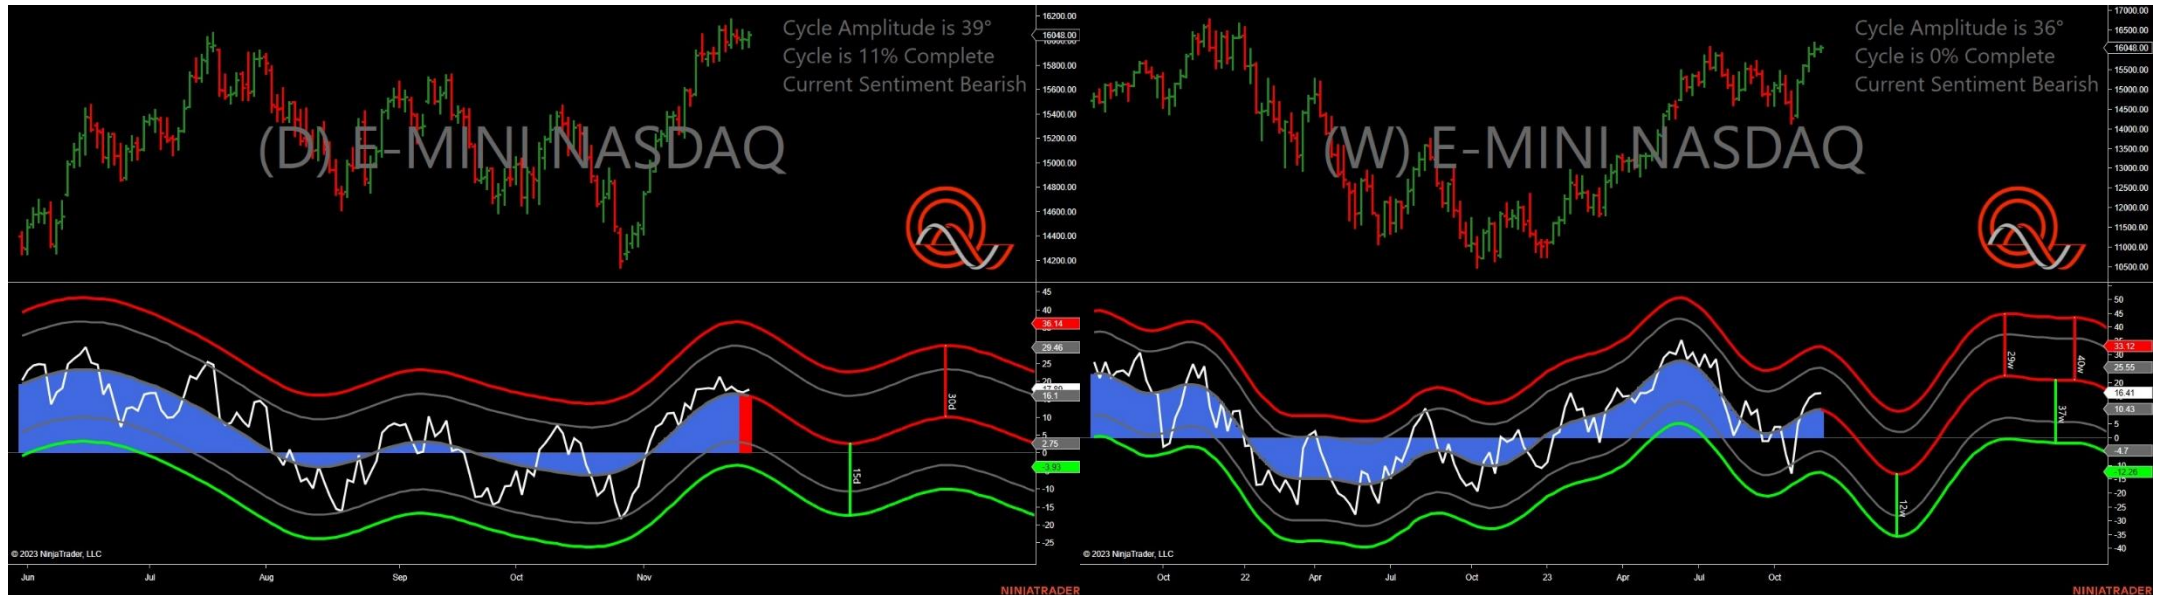 Cycle Amplitude is 39°
Cycle is 11% Complete
Current Sentiment Bearish
(D) E-MINI NASDAQ
16200.00
16048.00
15800.00
15600.00
15400.00
15200.00
15000.00
14800.00
14600.00
14400.00
14200.00
45
40
36.14
29.46
20
16.1
10
5
2.75
0
-3.93
-10
-15
-20
-25
30d
15d
© 2023 NinjaTrader, LLC
Jun
Jul
Aug
Sep
Oct
Nov
NINJATRADER
Cycle Amplitude is 36°
Cycle is 0% Complete
Current Sentiment Bearish
(W) E-MINI NASDAQ
17000.00
16500.00
16048.00
15500.00
15000.00
14500.00
14000.00
13000.00
12500.00
12000.00
11500.00
11000.00
10500.00
50
45
40
33.12
30
25.55
20
16.41
10.43
5
0
-4.7
-12.26
-15
-20
-25
-30
-35
-40
29w
40w
37w
12w
© 2023 NinjaTrader, LLC
Oct
22
Apr
Jul
Oct
23
Apr
Jul
Oct
NINJATRADER